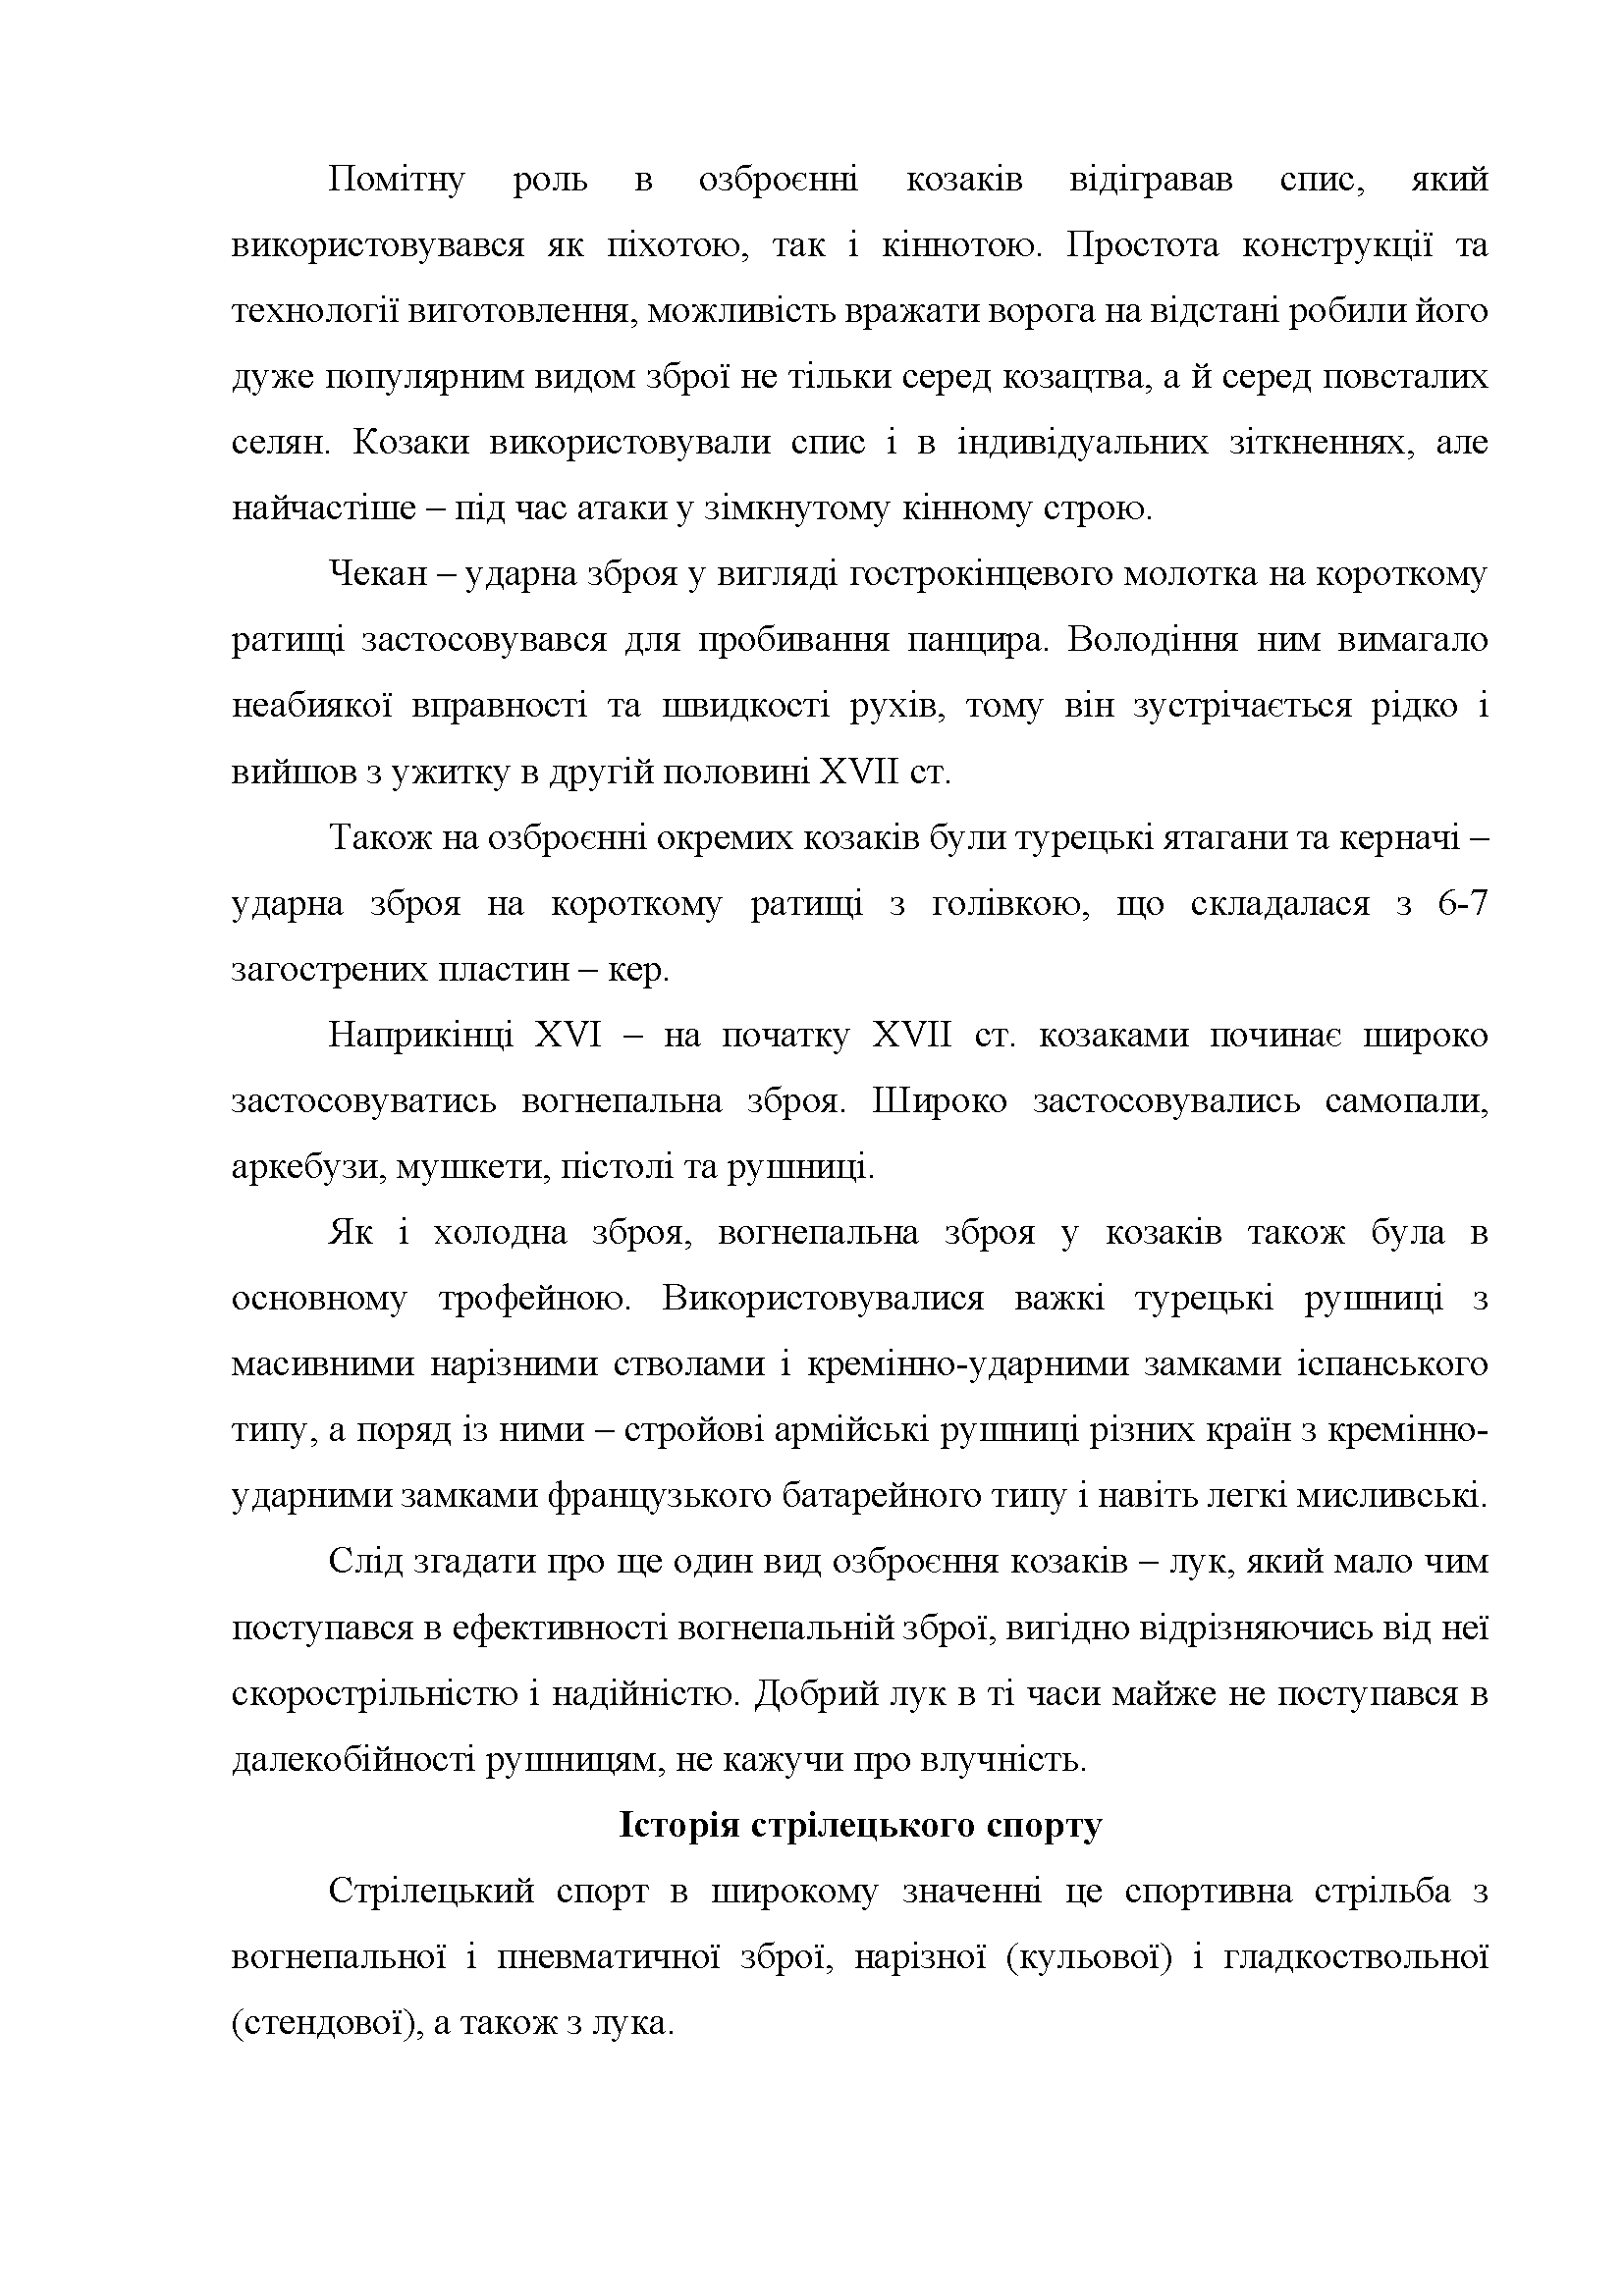 Помітну роль в озброєнні козаків відігравав спис, який
використовувався як піхотою, так і кіннотою. Простота конструкції та
технології виготовлення, можливість вражати ворога на відстані робили його
дуже популярним видом зброї не тільки серед козацтва, а й серед повсталих
селян. Козаки використовували спис і в індивідуальних зіткненнях, але
найчастіше – під час атаки у зімкнутому кінному строю.
Чекан – ударна зброя у вигляді гострокінцевого молотка на короткому
ратищі застосовувався для пробивання панцира. Володіння ним вимагало
неабиякої вправності та швидкості рухів, тому він зустрічається рідко і
вийшов з ужитку в другій половині XVII ст.
Також на озброєнні окремих козаків були турецькі ятагани та керначі –
ударна зброя на короткому ратищі з голівкою, що складалася з 6-7
загострених пластин – кер.
Наприкінці XVI – на початку XVII ст. козаками починає широко
застосовуватись вогнепальна зброя. Широко застосовувались самопали,
аркебузи, мушкети, пістолі та рушниці.
Як і холодна зброя, вогнепальна зброя у козаків також була в
основному трофейною. Використовувалися важкі турецькі рушниці з
масивними нарізними стволами і кремінно-ударними замками іспанського
типу, а поряд із ними – стройові армійські рушниці різних країн з кремінно-
ударними замками французького батарейного типу і навіть легкі мисливські.
Слід згадати про ще один вид озброєння козаків – лук, який мало чим
поступався в ефективності вогнепальній зброї, вигідно відрізняючись від неї
скорострільністю і надійністю. Добрий лук в ті часи майже не поступався в
далекобійності рушницям, не кажучи про влучність.
Історія стрілецького спорту
Стрілецький спорт в широкому значенні це спортивна стрільба з
вогнепальної і пневматичної зброї, нарізної (кульової) і гладкоствольної
(стендової), а також з лука.